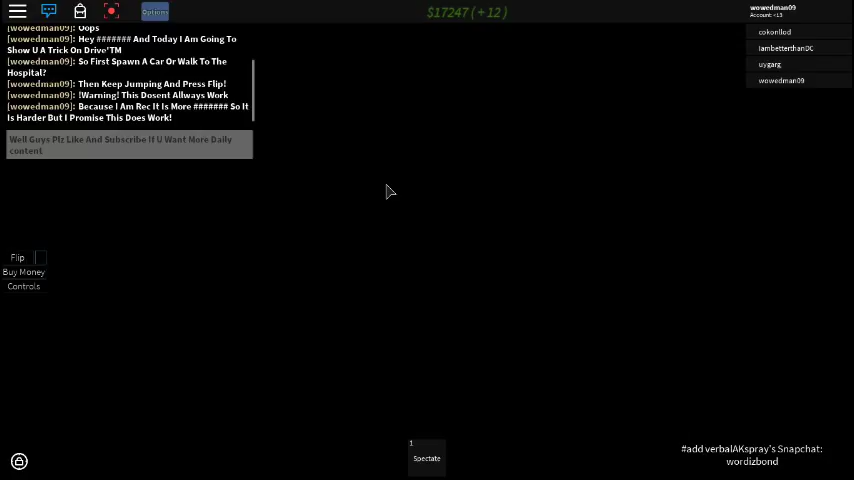 Options
$17247 (+12)
wowedman09
Account: <13
[wowedman09]: Oops
[wowedman09]: Hey ####### And Today I Am Going To
Show U A Trick On Drive'TM
[wowedman09]: So First Spawn A Car Or Walk To The
Hospital?
[wowedman09]: Then Keep Jumping And Press Flip!
[wowedman09]: !Warning! This Dosent Allways Work
[wowedman09]: Because I Am Rec It Is More ####### So It
Is Harder But I Promise This Does Work!
Well Guys Plz Like And Subscribe If U Want More Daily
content
cokonllod
IambetterthanDC
uygarg
wowedman09
Flip
Buy Money
Controls
1
Spectate
#add verbalAKspray's Snapchat:
wordizbond